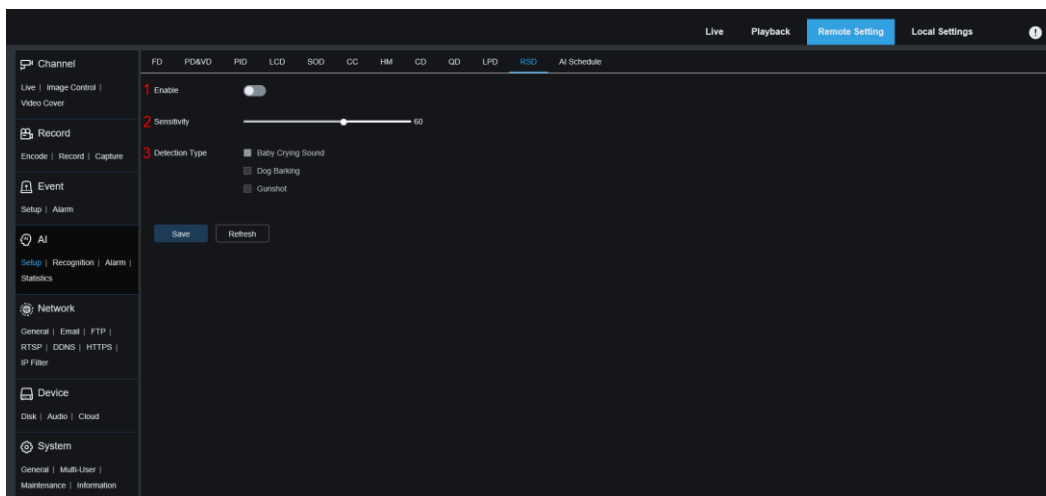 Live Playback Remote Setting Local Settings
Channel
Live | Image Control |
Video Cover
Record
Encode | Record | Capture
Event
Setup | Alarm
AI
Setup | Recognition | Alarm |
Statistics
Network
General | Email | FTP |
RTSP | DDNS | HTTPS |
IP Filter
Device
Disk | Audio | Cloud
System
General | Multi-User |
Maintenance | Information
FD PD&VD PID LCD SOD CC HM CD QD LPD RSD AI Schedule
1 Enable
2 Sensitivity 60
3 Detection Type Baby Crying Sound
Dog Barking
Gunshot
Save Refresh